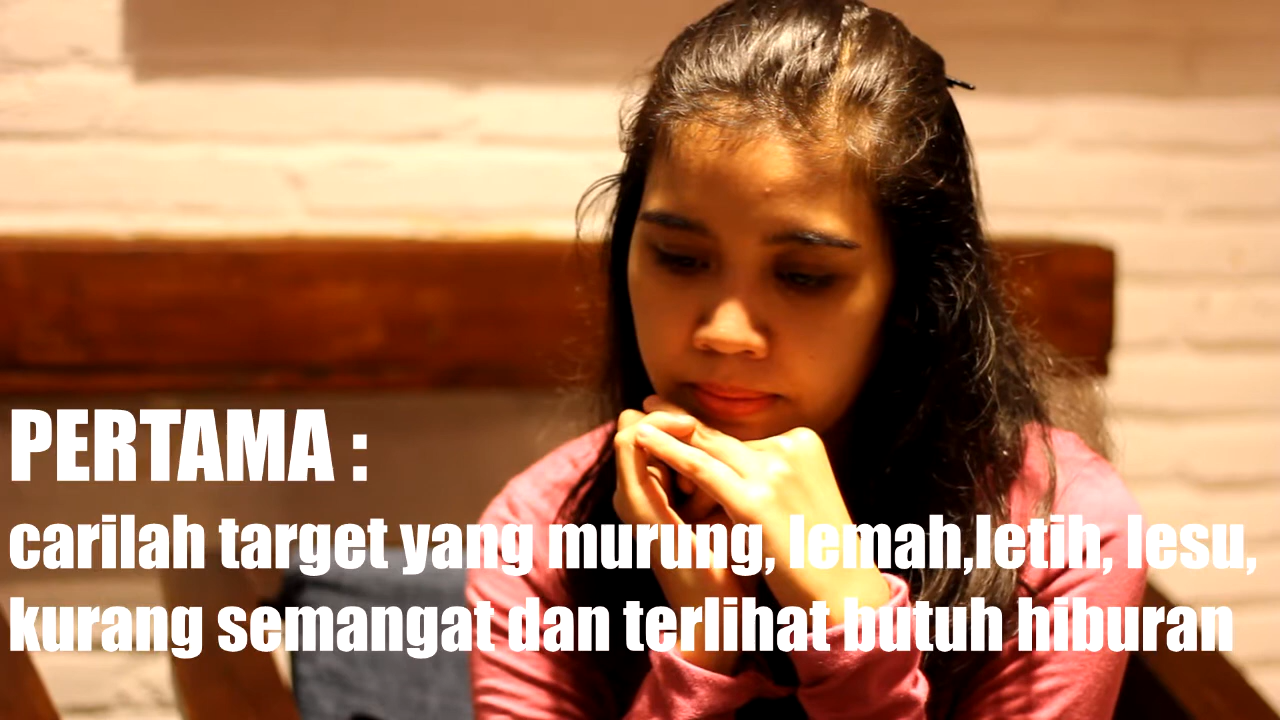 PERTAMA :
carilah target yang murung, lemah,letih, lesu,
kurang semangat dan terlihat butuh hiburan